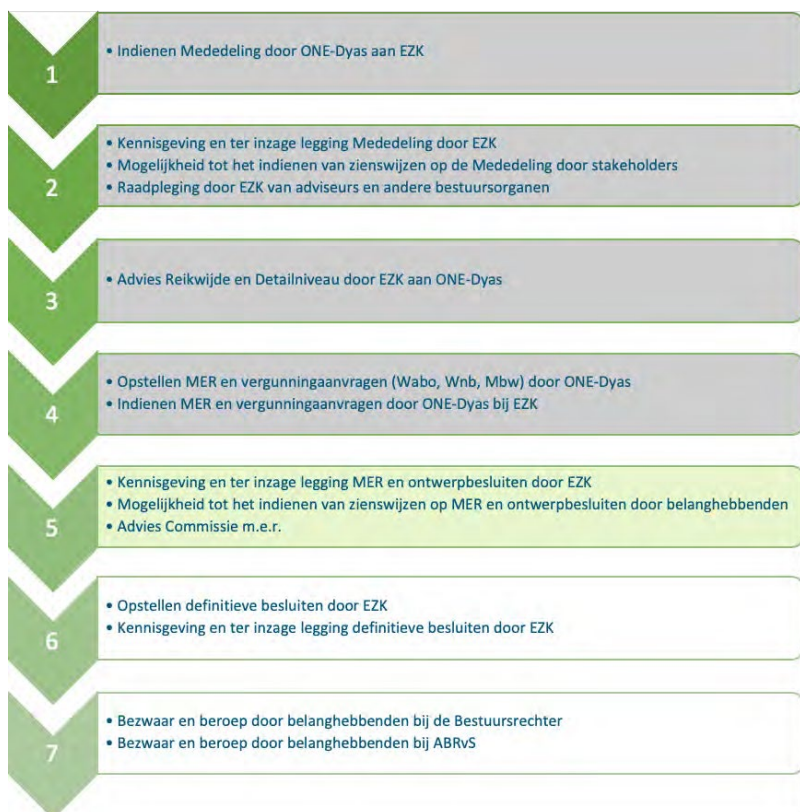 1
• Indienen Mededeling door ONE-Dyas aan EZK
2
• Kennisgeving en ter inzage legging Mededeling door EZK
• Mogelijkheid tot het indienen van zienswijzen op de Mededeling door stakeholders
• Raadpleging door EZK van adviseurs en andere bestuursorganen
3
• Advies Reikwijde en Detailniveau door EZK aan ONE-Dyas
4
• Opstellen MER en vergunningaanvragen (Wabo, Wnb, Mbw) door ONE-Dyas
• Indienen MER en vergunningaanvragen door ONE-Dyas bij EZK
5
• Kennisgeving en ter inzage legging MER en ontwerpbesluiten door EZK
• Mogelijkheid tot het indienen van zienswijzen op MER en ontwerpbesluiten door belanghebbenden
• Advies Commissie m.e.r.
6
• Opstellen definitieve besluiten door EZK
• Kennisgeving en ter inzage legging definitieve besluiten door EZK
7
• Bezwaar en beroep door belanghebbenden bij de Bestuursrechter
• Bezwaar en beroep door belanghebbenden bij ABRvS